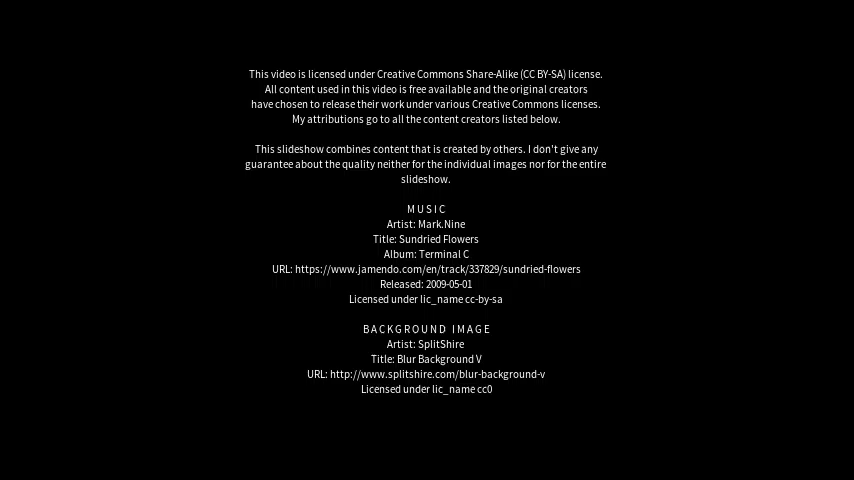 This video is licensed under Creative Commons Share-Alike (CC BY-SA) license.
All content used in this video is free available and the original creators
have chosen to release their work under various Creative Commons licenses.
My attributions go to all the content creators listed below.
This slideshow combines content that is created by others. I don't give any
guarantee about the quality neither for the individual images nor for the entire
slideshow.
MUSIC
Artist: Mark.Nine
Title: Sundried Flowers
Album: Terminal C
URL: https://www.jamendo.com/en/track/337829/sundried-flowers
Released: 2009-05-01
Licensed under lic_name cc-by-sa
BACKGROUND IMAGE
Artist: SplitShire
Title: Blur Background V
URL: http://www.splitshire.com/blur-background-v
Licensed under lic_name cc0